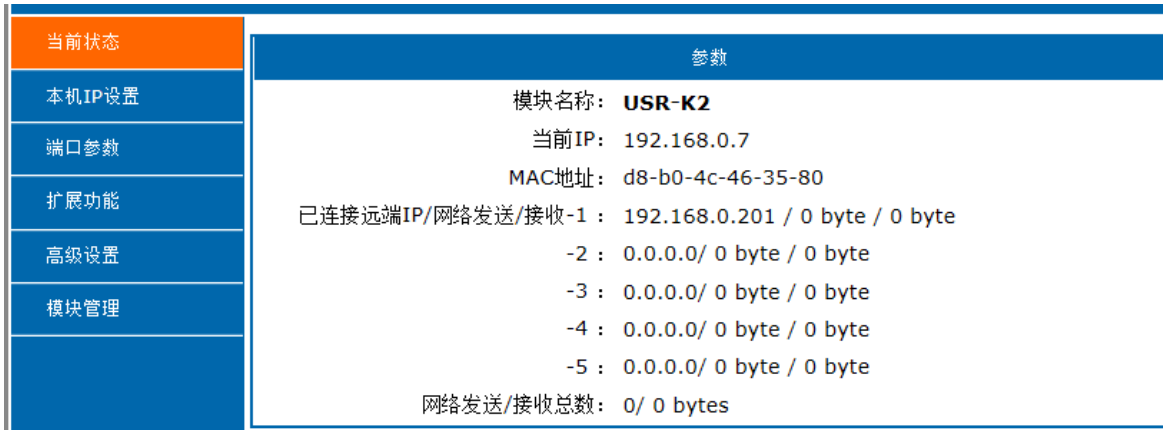 当前状态
本机IP设置
端口参数
扩展功能
高级设置
模块管理
参数
模块名称： USR-K2
当前IP： 192.168.0.7
MAC地址： d8-b0-4c-46-35-80
已连接远端IP/网络发送/接收-1 ： 192.168.0.201 / 0 byte / 0 byte
-2 ： 0.0.0.0/ 0 byte / 0 byte
-3 ： 0.0.0.0/ 0 byte / 0 byte
-4 ： 0.0.0.0/ 0 byte / 0 byte
-5 ： 0.0.0.0/ 0 byte / 0 byte
网络发送/接收总数： 0/ 0 bytes